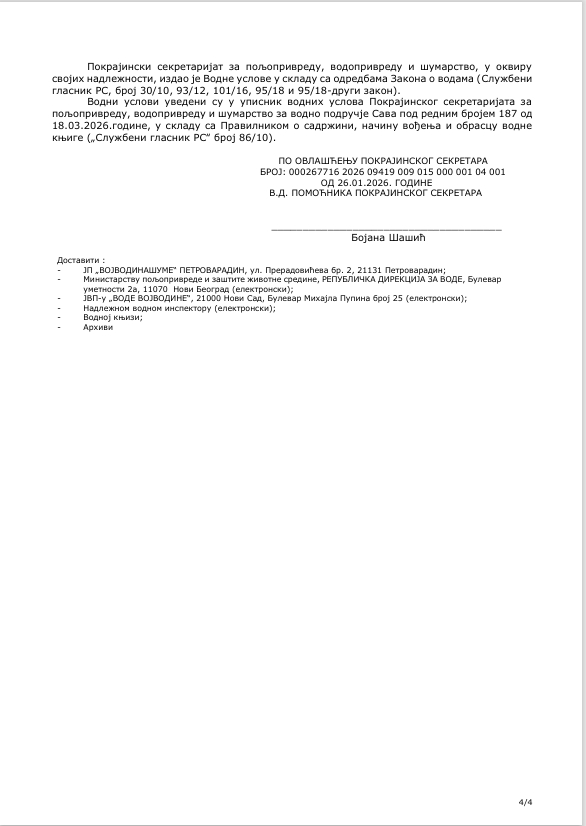 Покрајински секретаријат за пољопривреду, водопривреду и шумарство, у оквиру
својих надлежности, издао је Водне услове у складу са одредбама Закона о водама (Службени
гласник РС, број 30/10, 93/12, 101/16, 95/18 и 95/18-други закон).
Водни услови уведени су у уписник водних услова Покрајинског секретаријата за
пољопривреду, водопривреду и шумарство за водно подручје Сава под редним бројем 187 од
18.03.2026.године, у складу са Правилником о садржини, начину вођења и обрасцу водне
књиге („Службени гласник РС“ број 86/10).
ПО ОВЛАШЋЕЊУ ПОКРАЈИНСКОГ СЕКРЕТАРА
БРОЈ: 000267716 2026 09419 009 015 000 001 04 001
ОД 26.01.2026. ГОДИНЕ
В.Д. ПОМОЋНИКА ПОКРАЈИНСКОГ СЕКРЕТАРА
Бојана Шашић
Доставити :
- ЈП „ВОЈВОДИНАШУМЕ“ ПЕТРОВАРАДИН, ул. Прерадовићева бр. 2, 21131 Петроварадин;
- Министарству пољопривреде и заштите животне средине, РЕПУБЛИЧКА ДИРЕКЦИЈА ЗА ВОДЕ, Булевар
уметности 2а, 11070 Нови Београд (електронски);
- ЈВП-у „ВОДЕ ВОЈВОДИНЕ“, 21000 Нови Сад, Булевар Михајла Пупина број 25 (електронски);
- Надлежном водном инспектору (електронски);
- Водној књизи;
- Архиви
4/4